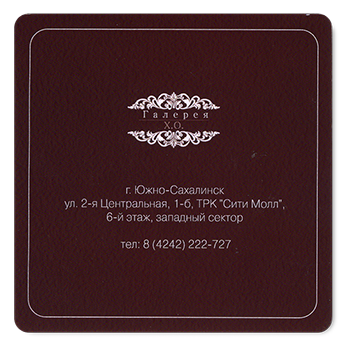 Галерея
Х.О.
г. Южно-Сахалинск
ул. 2-я Центральная, 1-б, ТРК "Сити Молл",
6-й этаж, западный сектор
тел: 8 (4242) 222-727